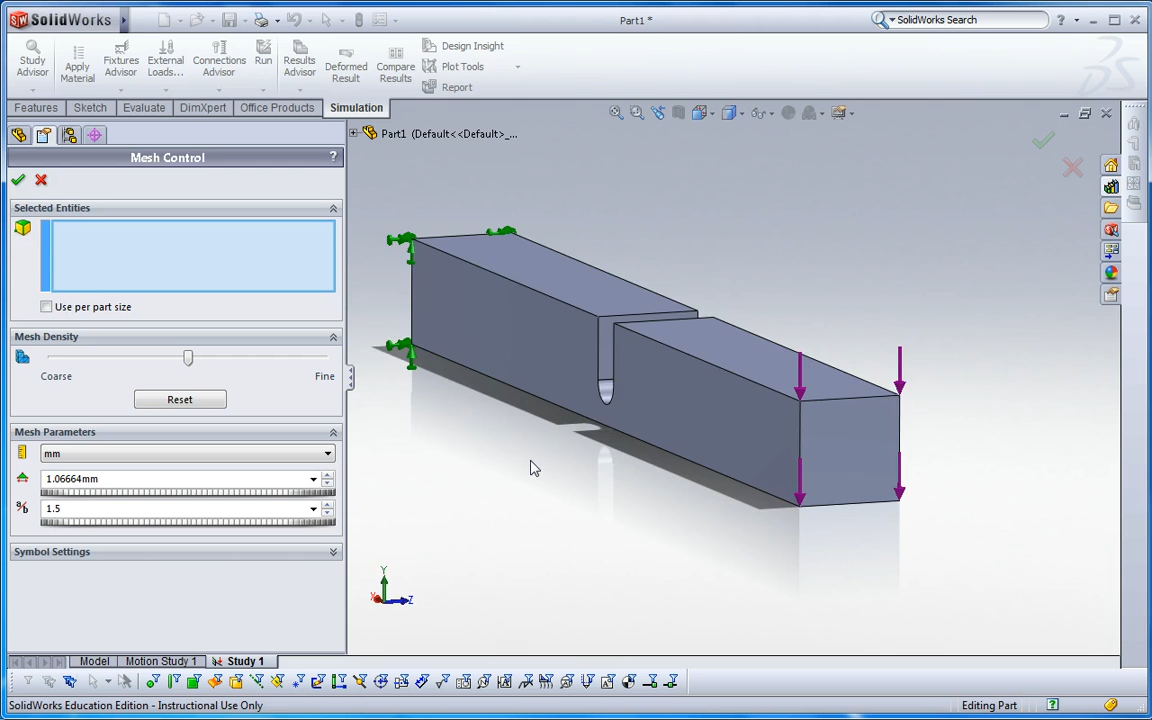 SolidWorks
Part1 *
SolidWorks Search
Study Advisor
Apply Material
Fixtures Advisor
External Loads...
Connections Advisor
Run
Results Advisor
Deformed Result
Compare Results
Design Insight
Plot Tools
Report
Features
Sketch
Evaluate
DimXpert
Office Products
Simulation
Part1 (Default<<Default>_...
Mesh Control
?
Selected Entities
Use per part size
Mesh Density
Coarse
Fine
Reset
Mesh Parameters
mm
1.06664mm
a/b
1.5
Symbol Settings
Y
X
Z
Model
Motion Study 1
Study 1
SolidWorks Education Edition - Instructional Use Only
Editing Part